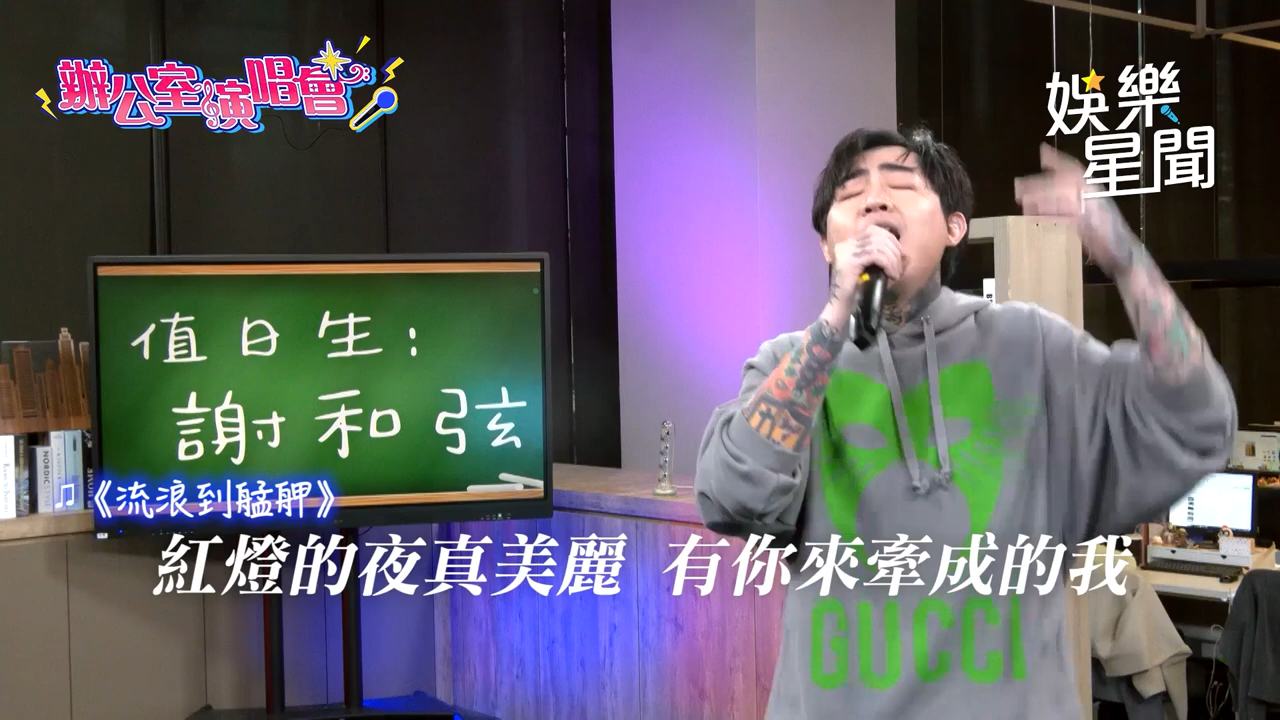 辦公室演唱會
娛樂
星聞
值日生:
謝和弦
♫《流浪到艋舺》
紅燈的夜真美麗 有你來牽成的我
GUCCI
NORDIC